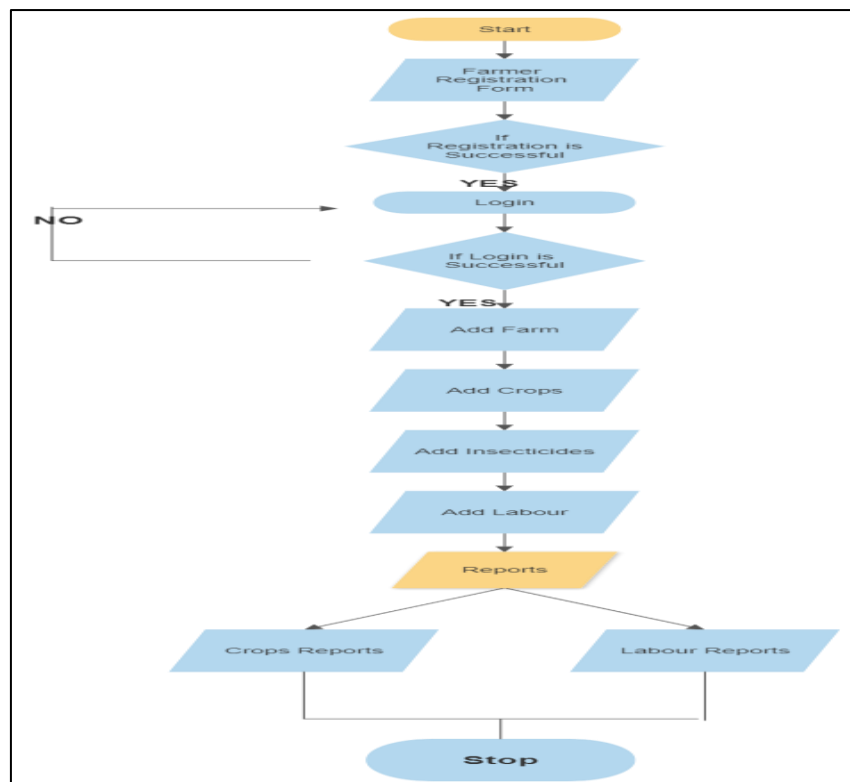 Start
Farmer
Registration
Form
If
Registration is
Successful
YES
Login
NO
If Login is
Successful
YES
Add Farm
Add Crops
Add Insecticides
Add Labour
Reports
Crops Reports
Labour Reports
Stop